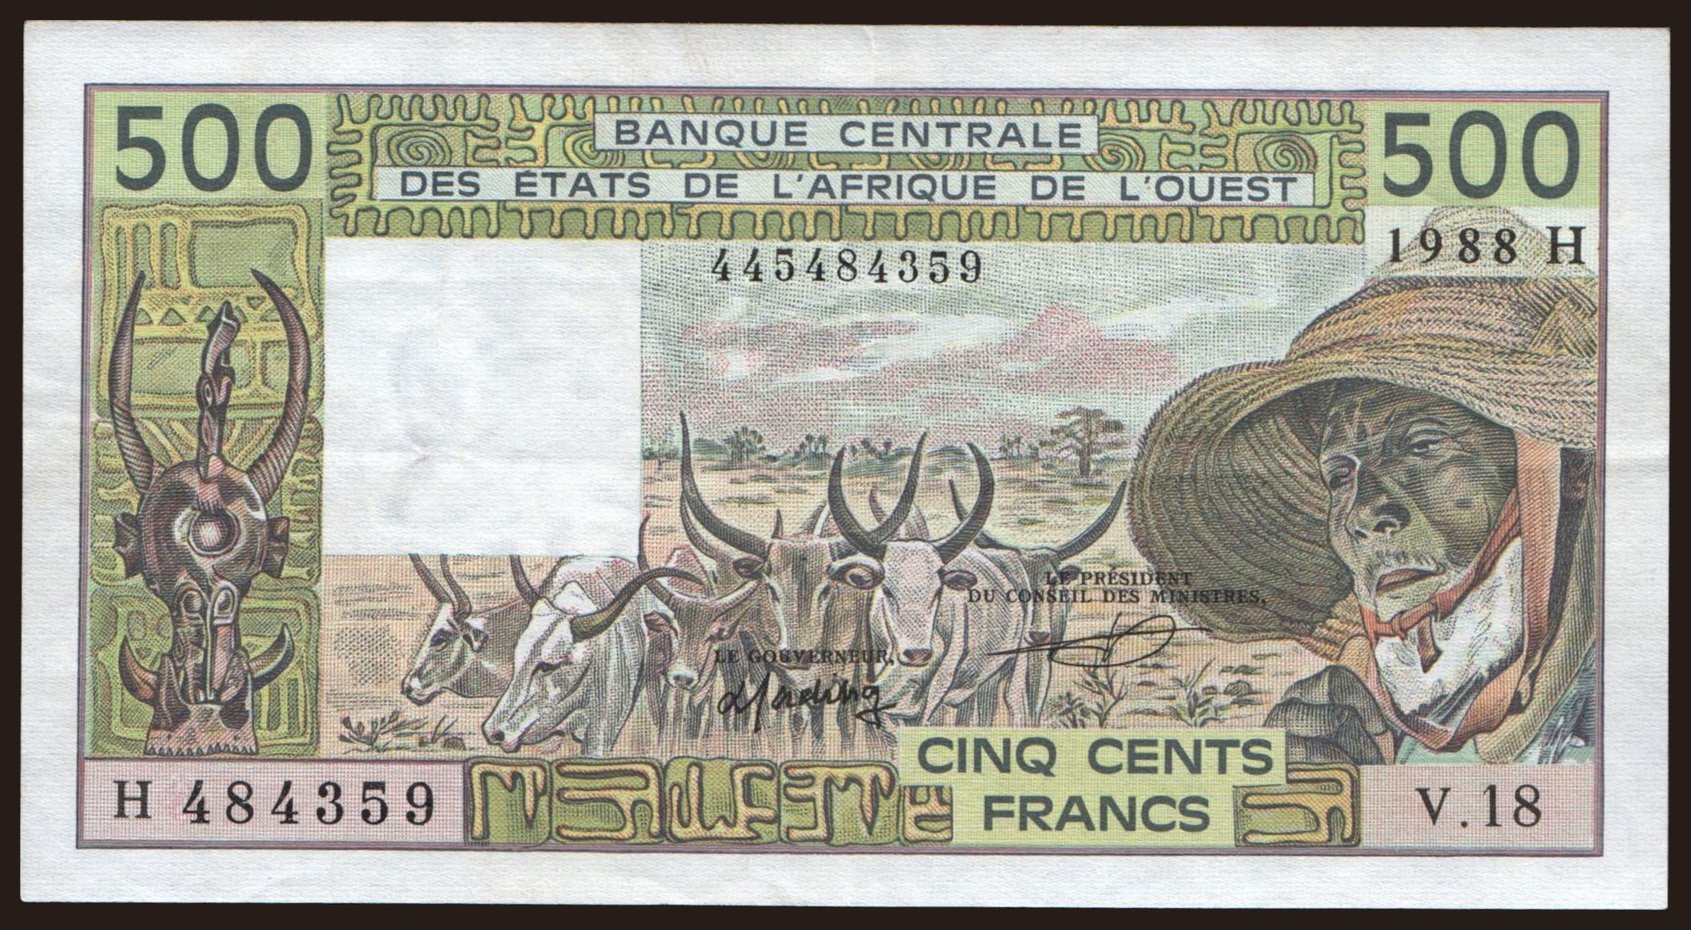 500
BANQUE CENTRALE
DES ÉTATS DE L'AFRIQUE DE L'OUEST
500
445484359
1988 H
LE PRÉSIDENT
DU CONSEIL DES MINISTRES,
LE GOUVERNEUR,
CINQ CENTS
FRANCS
H 484359
V.18